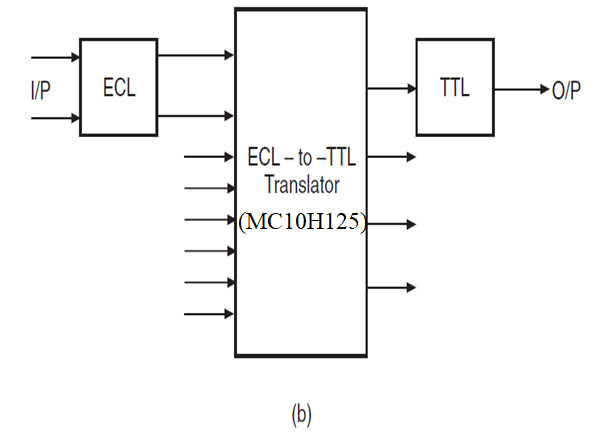 I/P
ECL
ECL – to –TTL
Translator
(MC10H125)
TTL
O/P
(b)